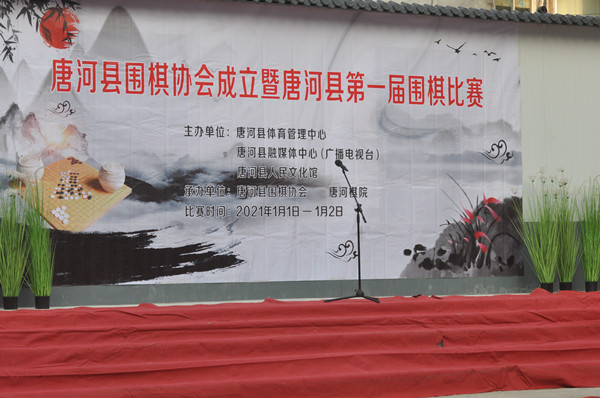 唐河县围棋协会成立暨唐河县第一届围棋比赛
主办单位：唐河县体育管理中心
唐河县融媒体中心（广播电视台）
唐河县人民文化馆
承办单位：唐河县围棋协会 唐河棋院
比赛时间：2021年1月1日—1月2日